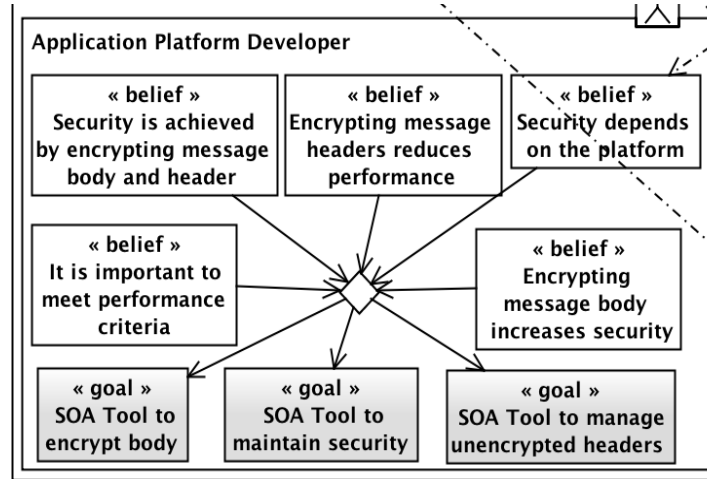 Application Platform Developer
« belief »
Security is achieved
by encrypting message
body and header
« belief »
Encrypting message
headers reduces
performance
« belief »
Security depends
on the platform
« belief »
It is important to
meet performance
criteria
« belief »
Encrypting
message body
increases security
« goal »
SOA Tool to
encrypt body
« goal »
SOA Tool to
maintain security
« goal »
SOA Tool to manage
unencrypted headers